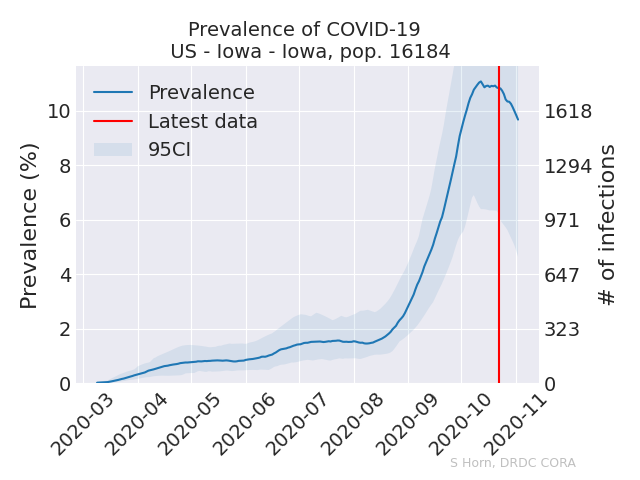 Prevalence of COVID-19
US - Iowa - Iowa, pop. 16184
Prevalence
Latest data
95CI
Prevalence (%)
10
8
6
4
2
0
1618
1294
971
647
323
0
# of infections
2020-03
2020-04
2020-05
2020-06
2020-07
2020-08
2020-09
2020-10
2020-11
S Horn, DRDC CORA